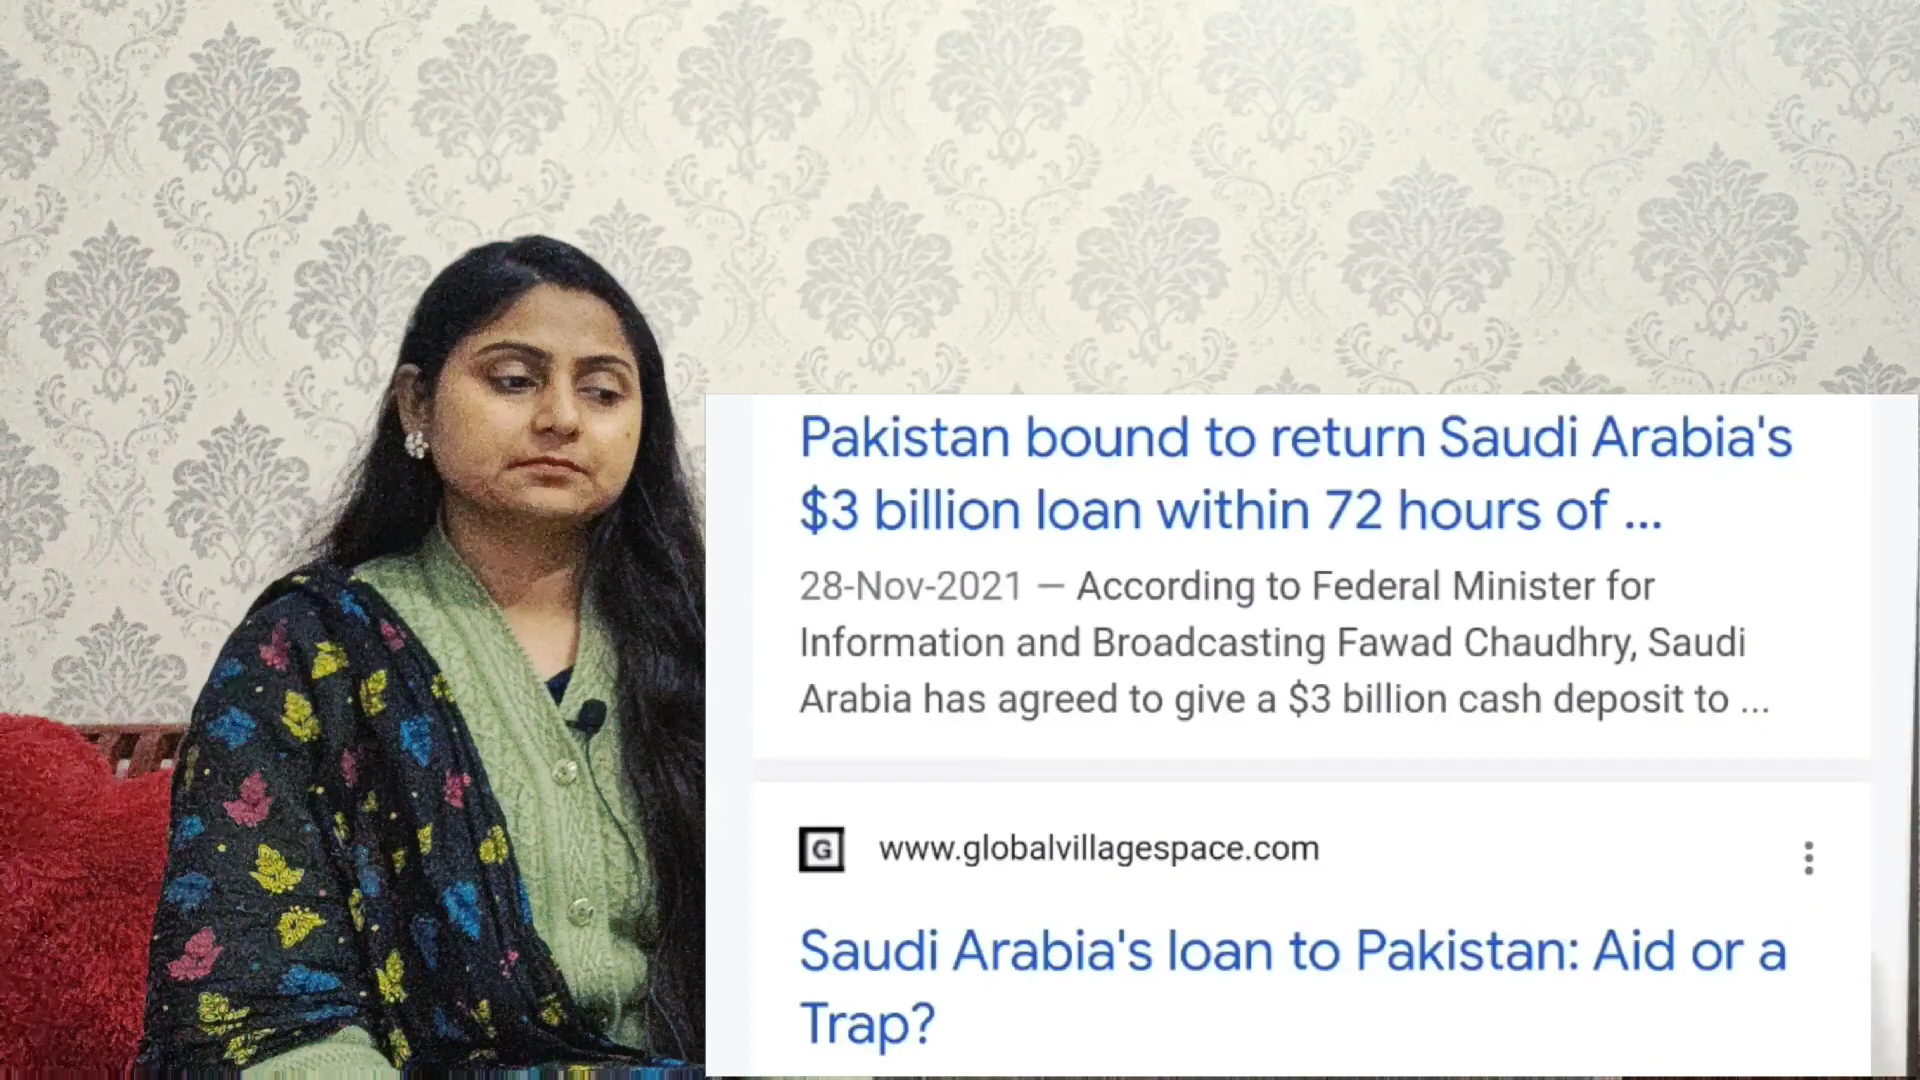 Pakistan bound to return Saudi Arabia's
$3 billion loan within 72 hours of ...
28-Nov-2021 — According to Federal Minister for
Information and Broadcasting Fawad Chaudhry, Saudi
Arabia has agreed to give a $3 billion cash deposit to ...
G www.globalvillagespace.com
Saudi Arabia's loan to Pakistan: Aid or a
Trap?